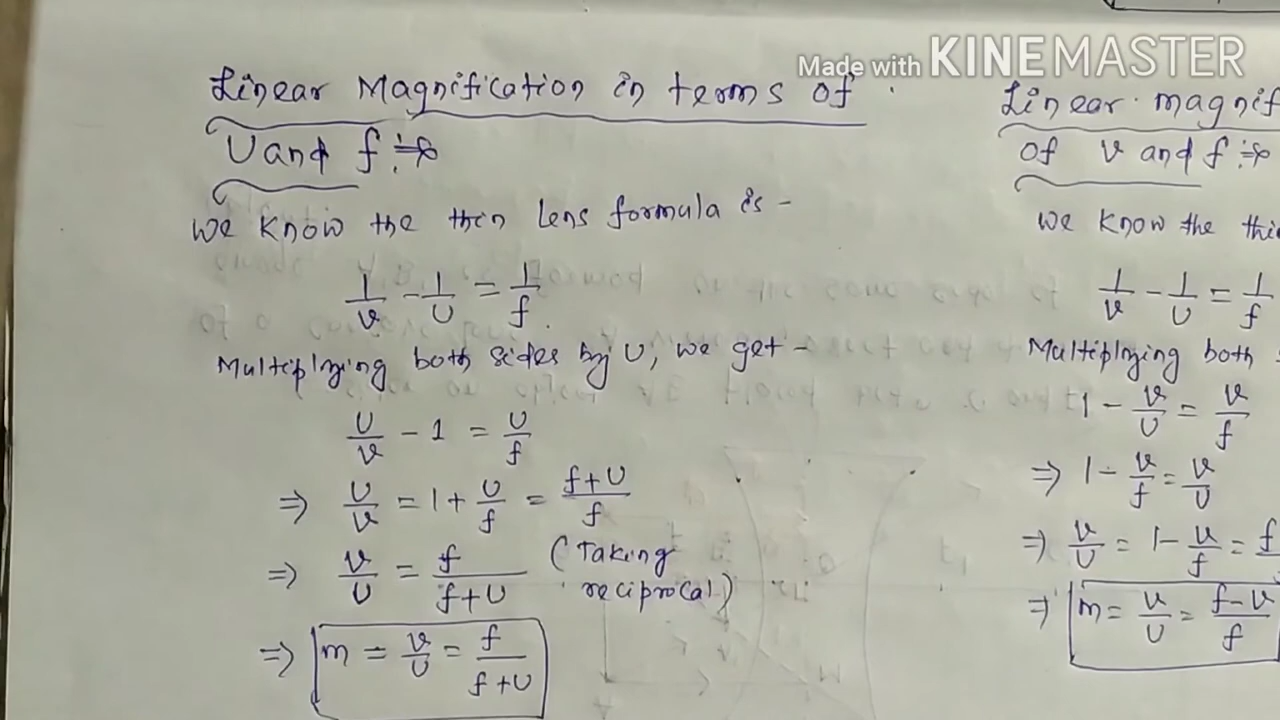 Made with KINEMASTER
Linear Magnification in terms of
U and f :→
We know the thin Lens formula is -
1/v - 1/U = 1/f.
Multiplying both sides by U, we get -
U/v - 1 = U/f
⇒ U/v = 1 + U/f = f+U/f
⇒ v/U = f/f+U (Taking
reciprocal)
⇒ m = v/U = f/f+U
Linear magnif
of v and f :→
We know the thi
1/v - 1/U = 1/f
Multiplying both
1 - v/U = v/f
⇒ 1 - v/f = v/U
⇒ v/U = 1 - v/f = f
⇒ m = v/U = f-v/f